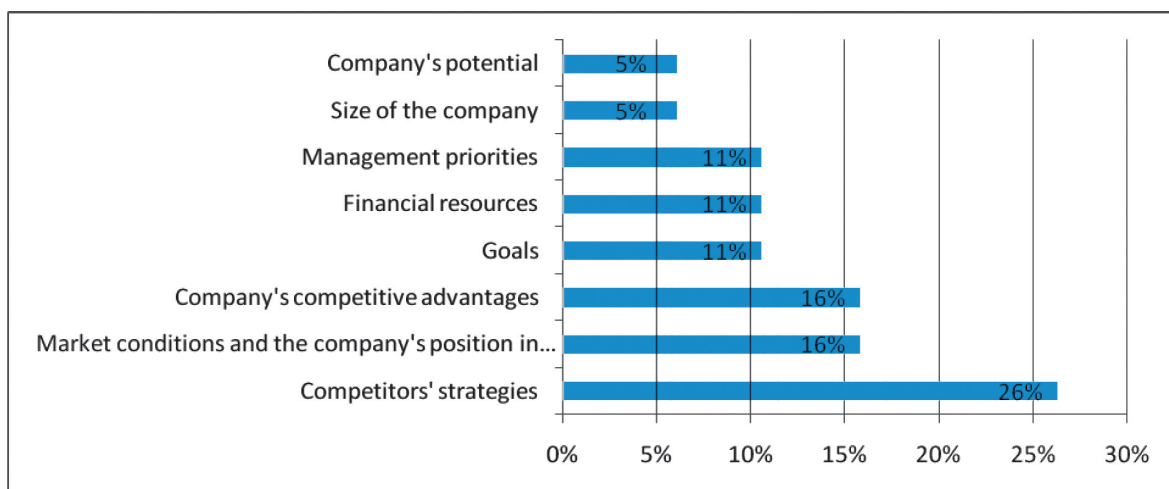 Company's potential 5%
Size of the company 5%
Management priorities 11%
Financial resources 11%
Goals 11%
Company's competitive advantages 16%
Market conditions and the company's position in... 16%
Competitors' strategies 26%
0% 5% 10% 15% 20% 25% 30%